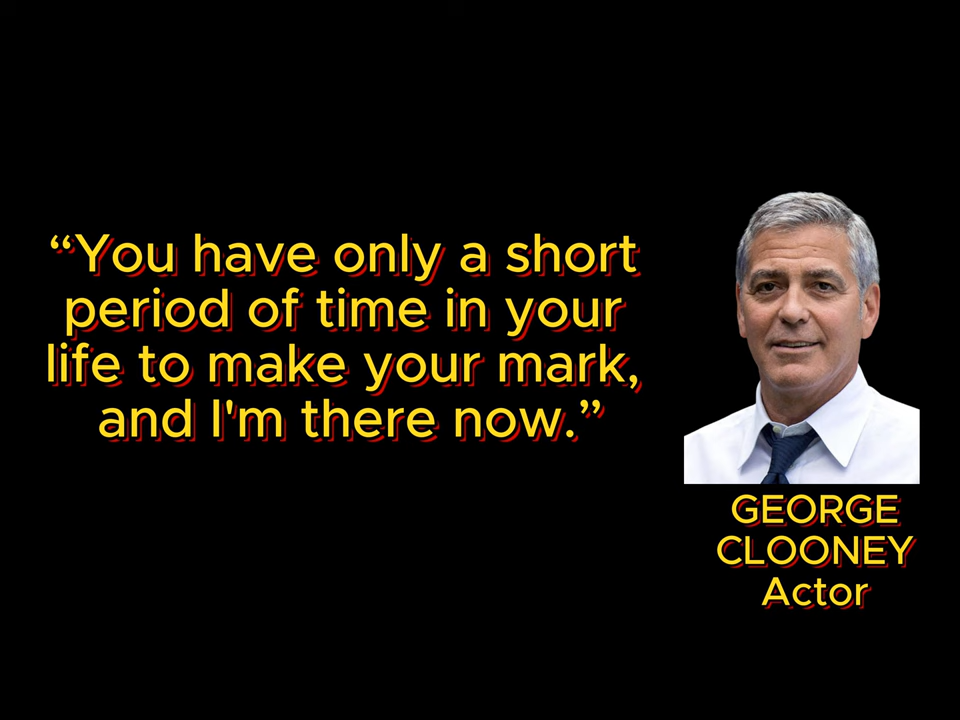 “You have only a short
period of time in your
life to make your mark,
and I'm there now.”
GEORGE
CLOONEY
Actor